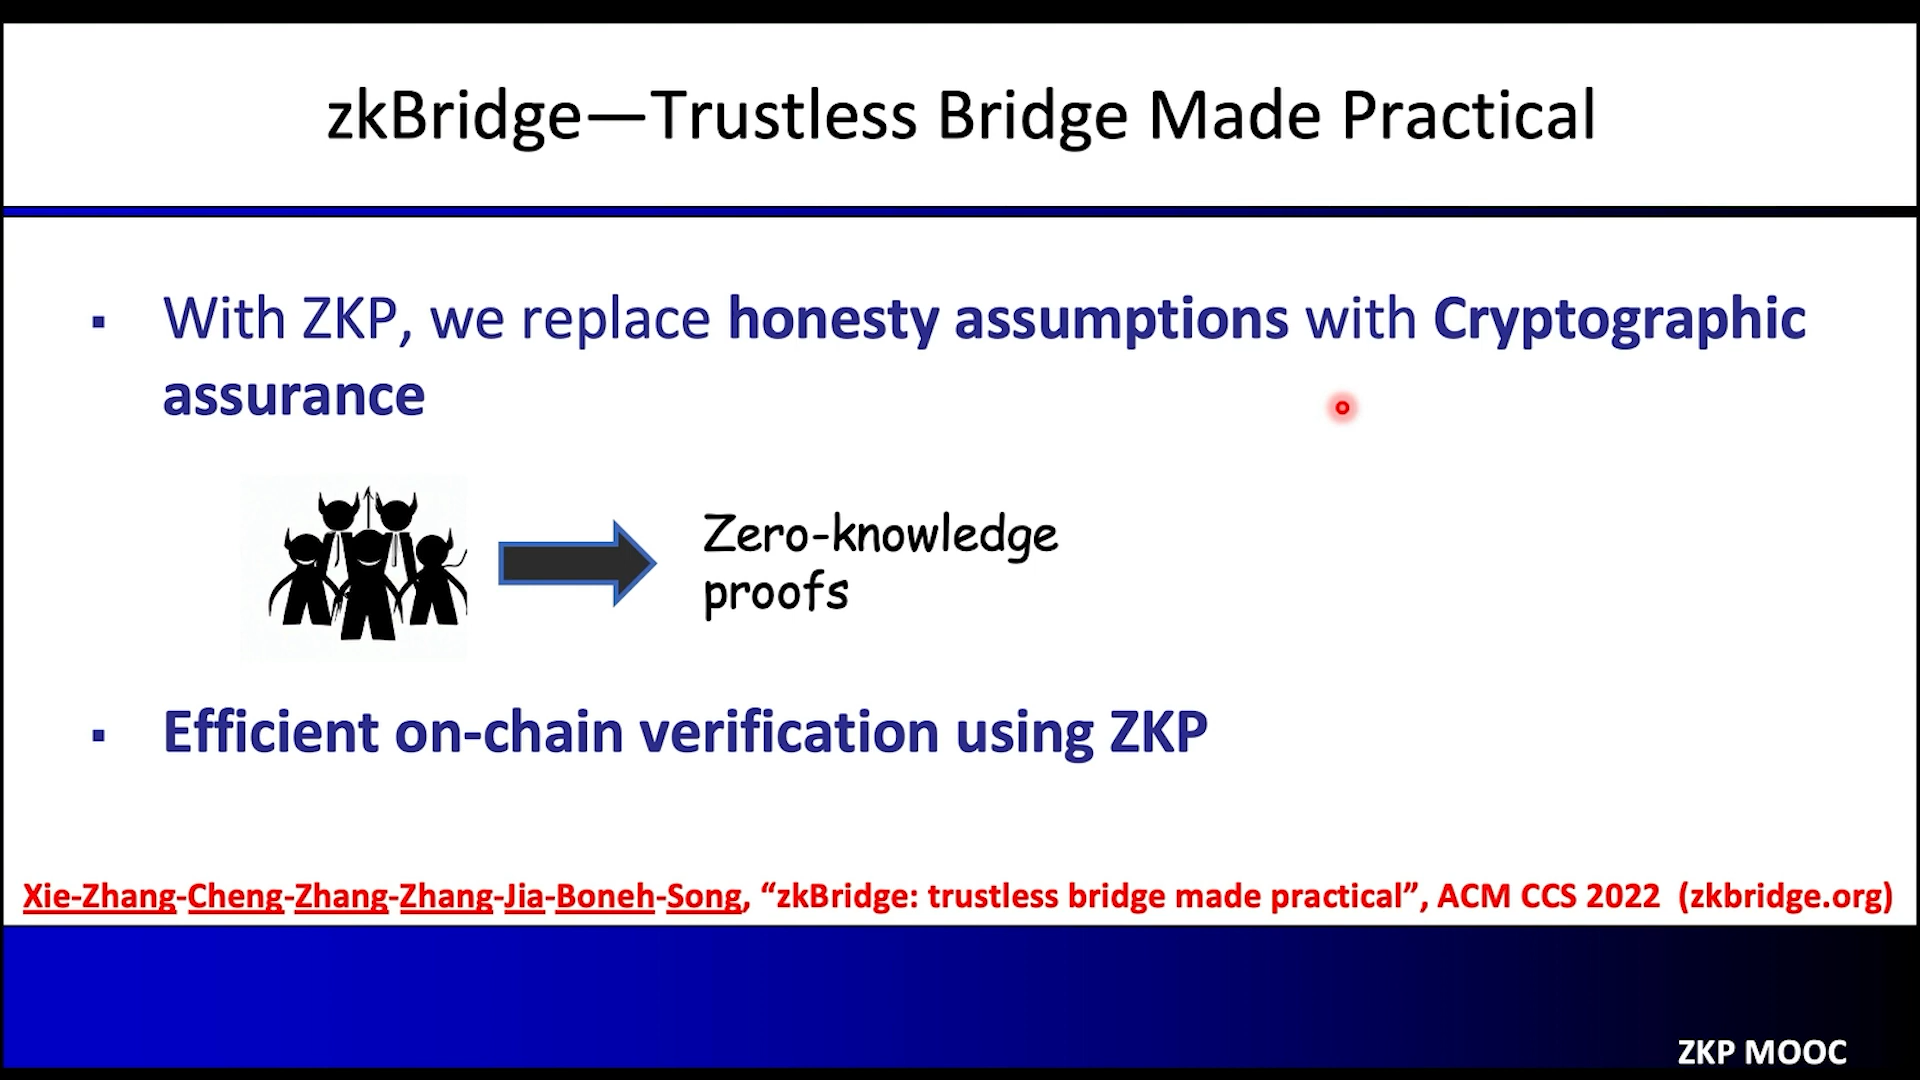 zkBridge—Trustless Bridge Made Practical
▪ With ZKP, we replace honesty assumptions with Cryptographic
assurance
Zero-knowledge
proofs
▪ Efficient on-chain verification using ZKP
Xie-Zhang-Cheng-Zhang-Zhang-Jia-Boneh-Song, “zkBridge: trustless bridge made practical”, ACM CCS 2022 (zkbridge.org)
ZKP MOOC